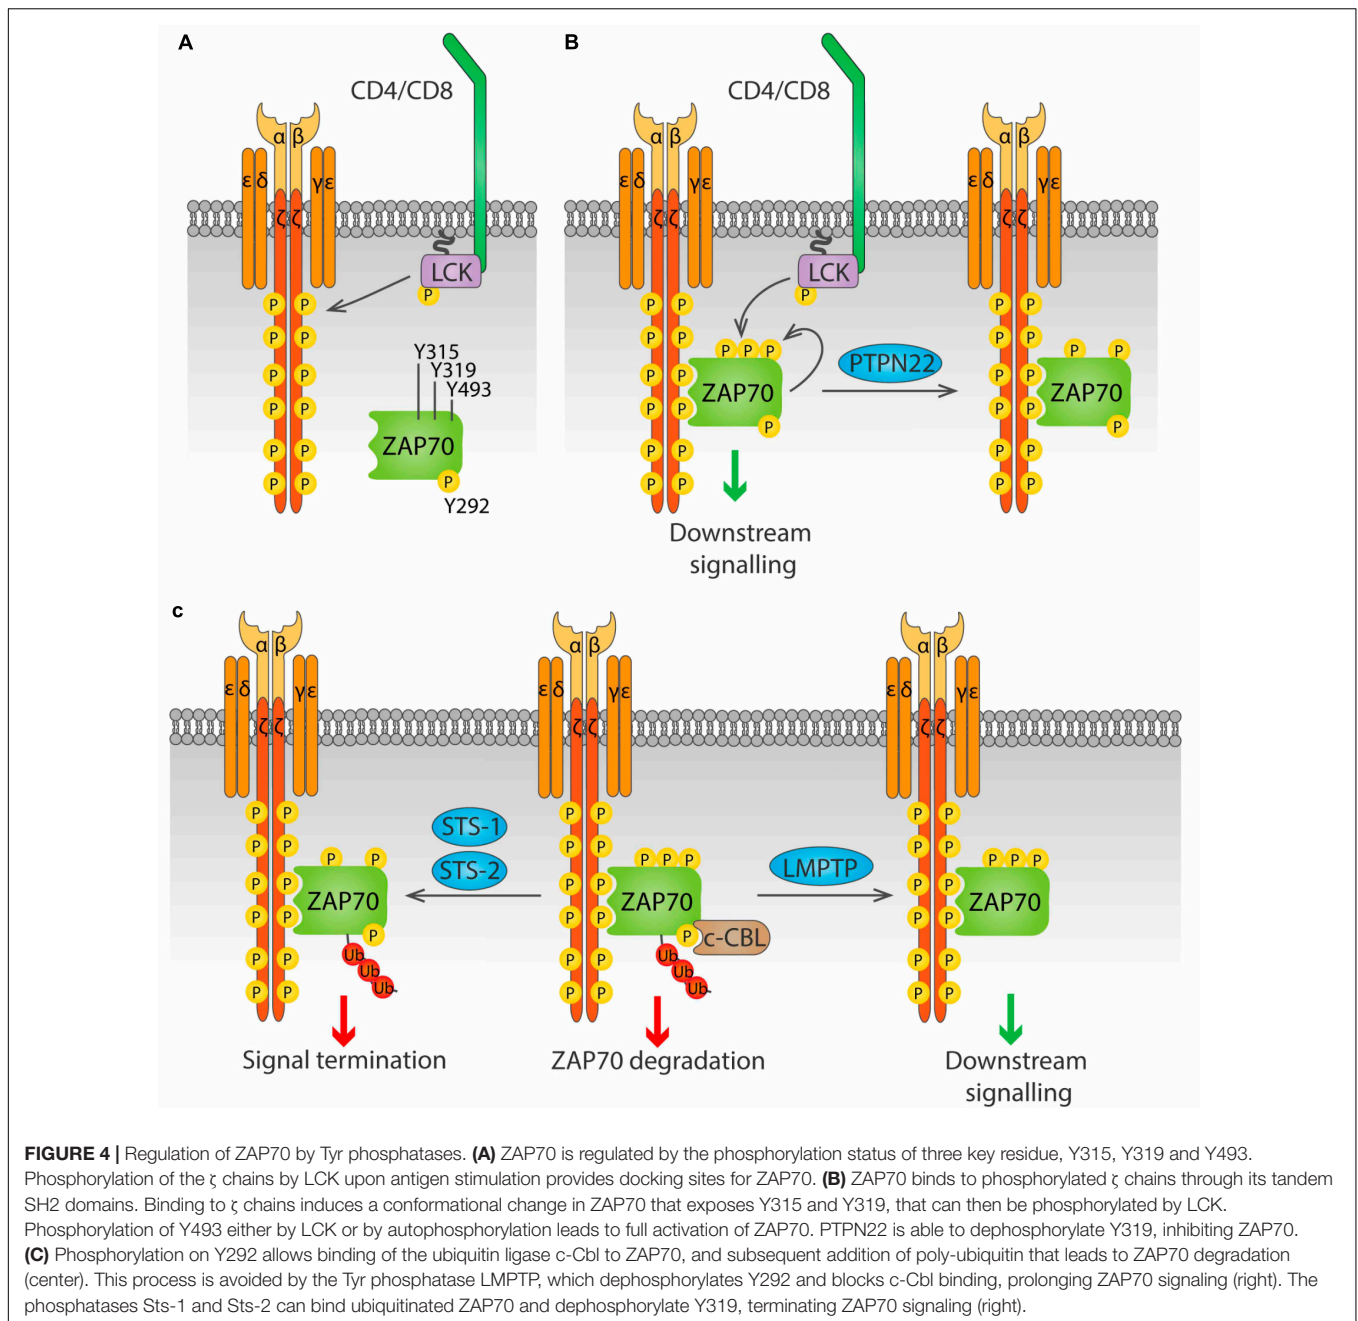 A
CD4/CD8
α β
ε δ
γ ε
ζ ζ
LCK
P
P P
P P
P P
P P
P P
P P
Y315
Y319
Y493
ZAP70
P
Y292
B
CD4/CD8
α β
ε δ
γ ε
ζ ζ
LCK
P
P P
P P
P P
P P
P P
P P
P P P
ZAP70
P
Downstream
signalling
PTPN22
α β
ε δ
γ ε
ζ ζ
P P
P P
P P
P P
P P
P P
P P
ZAP70
P
c
α β
ε δ
γ ε
ζ ζ
P P
P P
P P
P P
P P
P P
P P
ZAP70
P
Ub
Ub
Ub
Signal termination
STS-1
STS-2
α β
ε δ
γ ε
ζ ζ
P P
P P
P P
P P
P P
P P
P P P
ZAP70
P
c-CBL
Ub
Ub
Ub
ZAP70 degradation
LMPTP
α β
ε δ
γ ε
ζ ζ
P P
P P
P P
P P
P P
P P
P P P
ZAP70
Downstream
signalling
FIGURE 4 | Regulation of ZAP70 by Tyr phosphatases. (A) ZAP70 is regulated by the phosphorylation status of three key residue, Y315, Y319 and Y493.
Phosphorylation of the ζ chains by LCK upon antigen stimulation provides docking sites for ZAP70. (B) ZAP70 binds to phosphorylated ζ chains through its tandem
SH2 domains. Binding to ζ chains induces a conformational change in ZAP70 that exposes Y315 and Y319, that can then be phosphorylated by LCK.
Phosphorylation of Y493 either by LCK or by autophosphorylation leads to full activation of ZAP70. PTPN22 is able to dephosphorylate Y319, inhibiting ZAP70.
(C) Phosphorylation on Y292 allows binding of the ubiquitin ligase c-Cbl to ZAP70, and subsequent addition of poly-ubiquitin that leads to ZAP70 degradation
(center). This process is avoided by the Tyr phosphatase LMPTP, which dephosphorylates Y292 and blocks c-Cbl binding, prolonging ZAP70 signaling (right). The
phosphatases Sts-1 and Sts-2 can bind ubiquitinated ZAP70 and dephosphorylate Y319, terminating ZAP70 signaling (right).